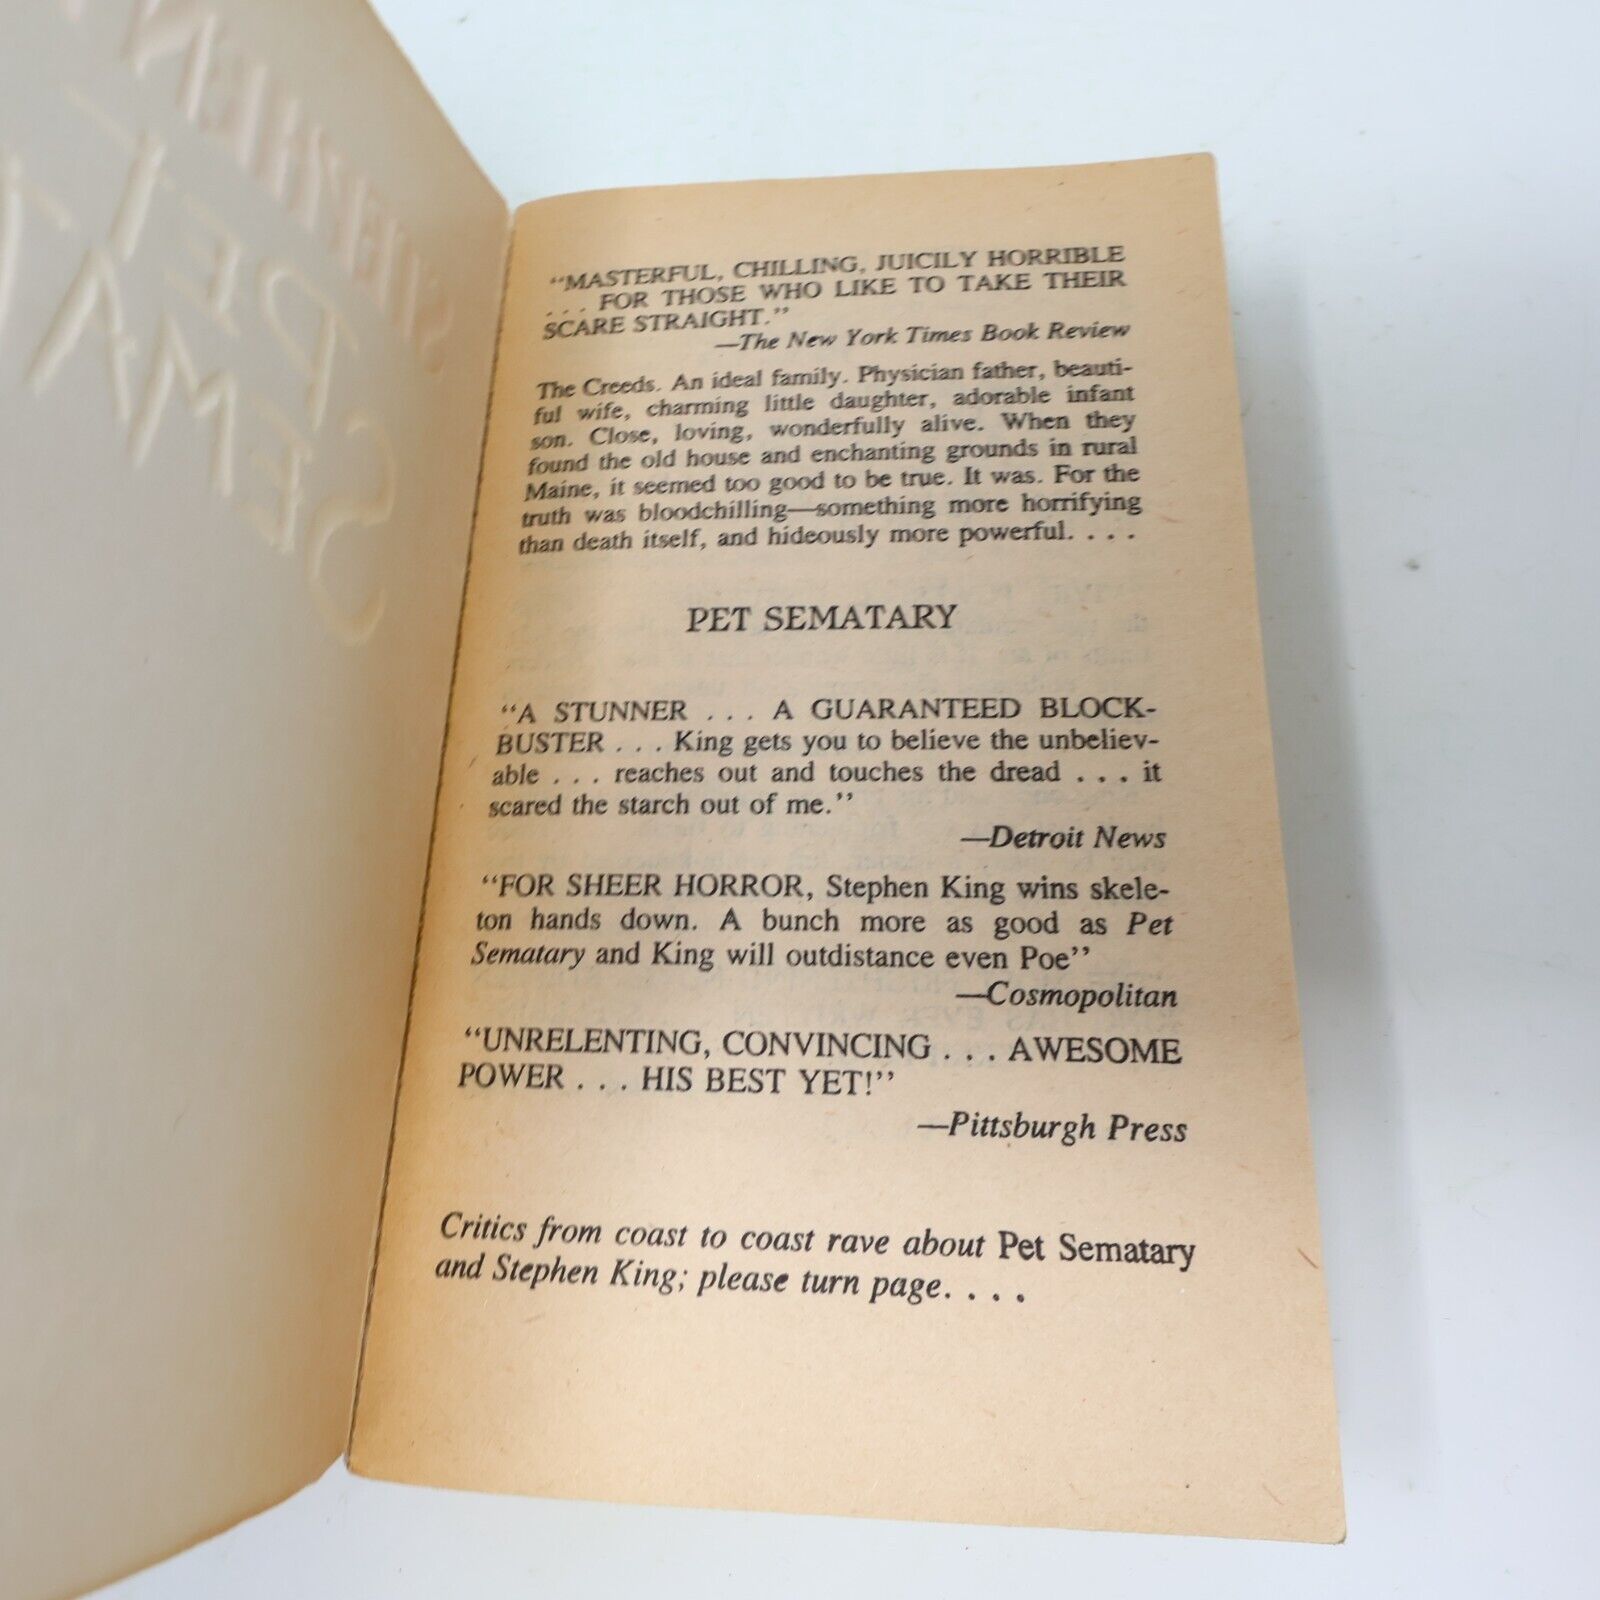 "MASTERFUL, CHILLING, JUICILY HORRIBLE
. . . FOR THOSE WHO LIKE TO TAKE THEIR
SCARE STRAIGHT."
—The New York Times Book Review
The Creeds. An ideal family. Physician father, beauti-
ful wife, charming little daughter, adorable infant
son. Close, loving, wonderfully alive. When they
found the old house and enchanting grounds in rural
Maine, it seemed too good to be true. It was. For the
truth was bloodchilling—something more horrifying
than death itself, and hideously more powerful. . . .
PET SEMATARY
"A STUNNER . . . A GUARANTEED BLOCK-
BUSTER . . . King gets you to believe the unbeliev-
able . . . reaches out and touches the dread . . . it
scared the starch out of me."
—Detroit News
"FOR SHEER HORROR, Stephen King wins skele-
ton hands down. A bunch more as good as Pet
Sematary and King will outdistance even Poe"
—Cosmopolitan
"UNRELENTING, CONVINCING . . . AWESOME
POWER . . . HIS BEST YET!"
—Pittsburgh Press
Critics from coast to coast rave about Pet Sematary
and Stephen King; please turn page. . . .